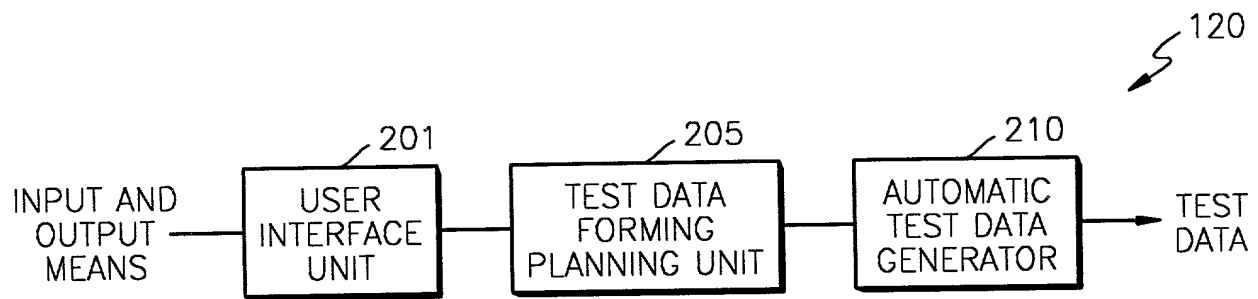 120
201
205
210
INPUT AND
OUTPUT
MEANS
USER
INTERFACE
UNIT
TEST DATA
FORMING
PLANNING UNIT
AUTOMATIC
TEST DATA
GENERATOR
TEST
DATA